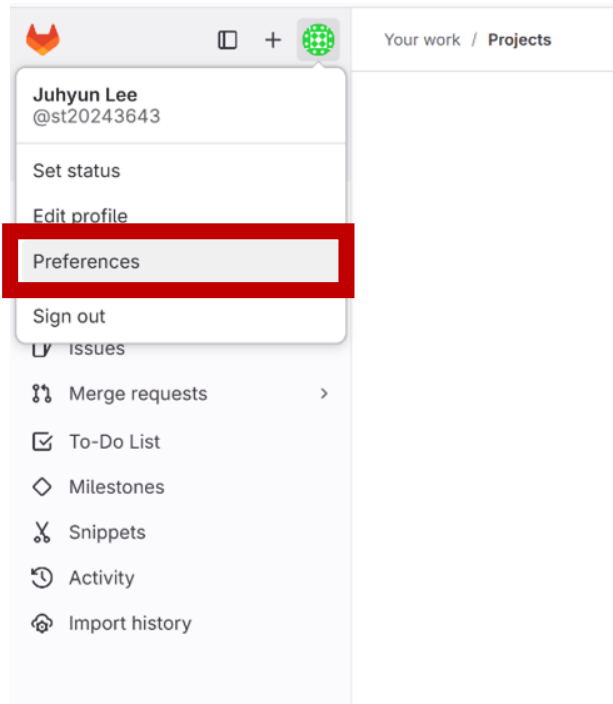 Your work / Projects
Juhyun Lee
@st20243643
Set status
Edit profile
Preferences
Sign out
Issues
Merge requests
To-Do List
Milestones
Snippets
Activity
Import history